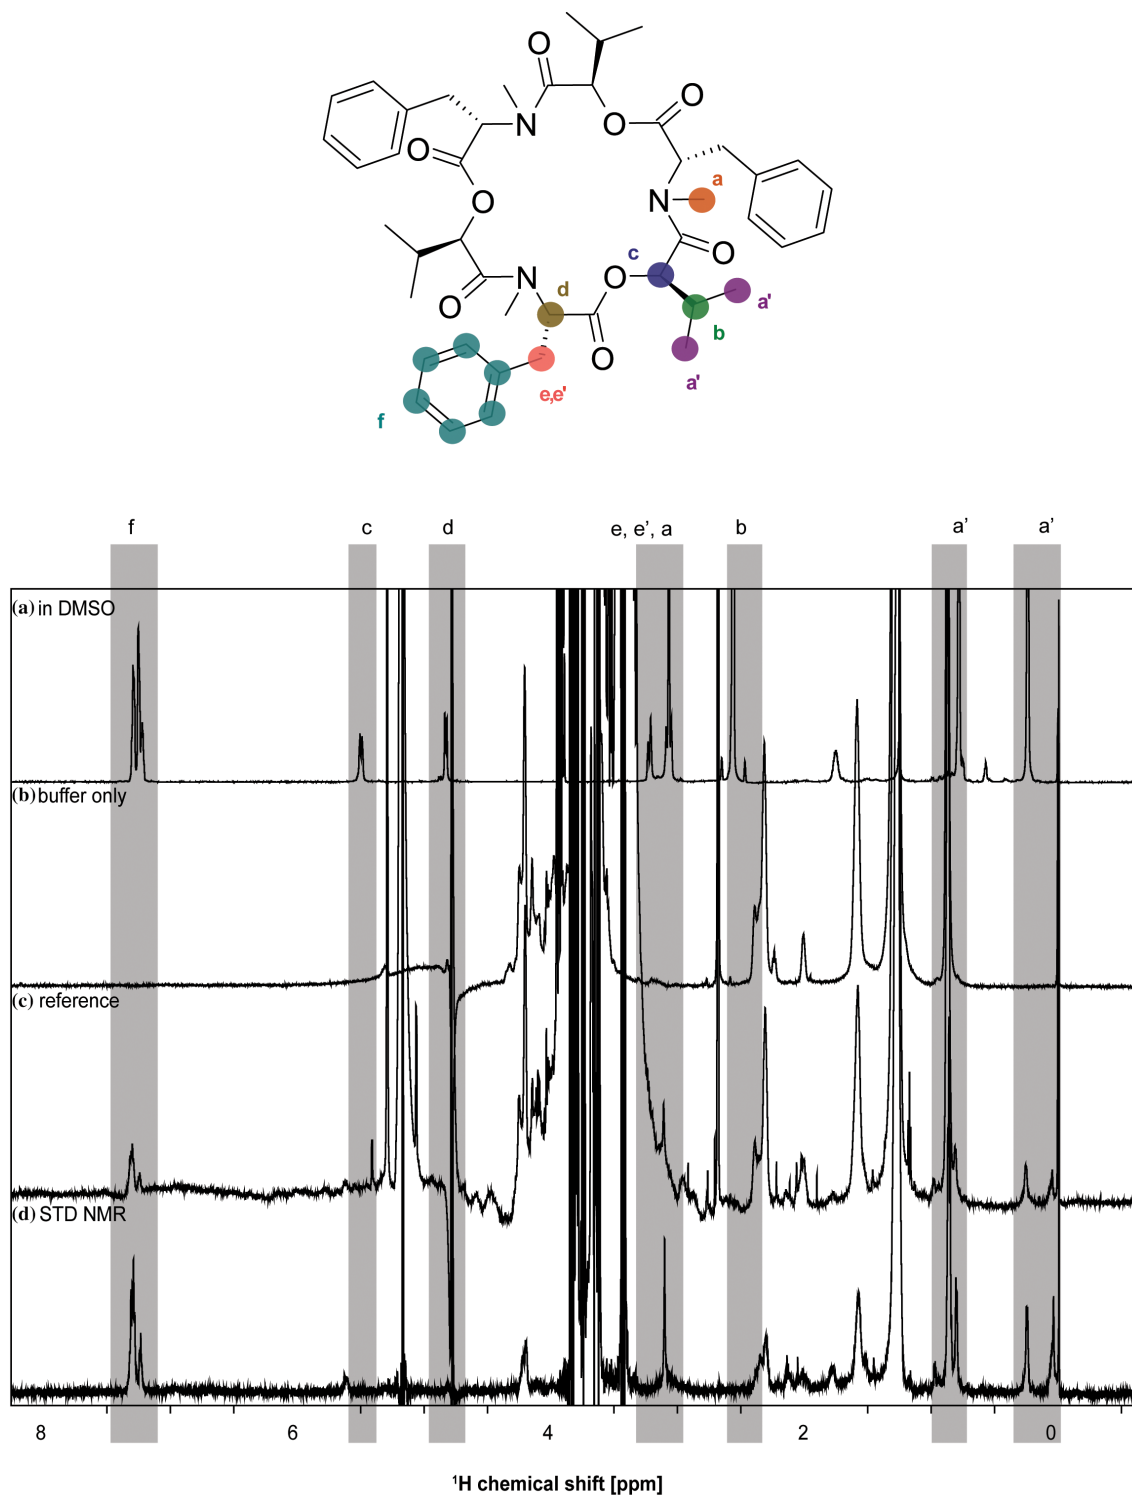 O
O
O
N
O
O
N
a
c
O
O
N
d
O
a'
b
O
O
a'
e,e'
f
f c d e, e', a b a' a'
(a) in DMSO
(b) buffer only
(c) reference
(d) STD NMR
8 6 4 2 0
¹H chemical shift [ppm]